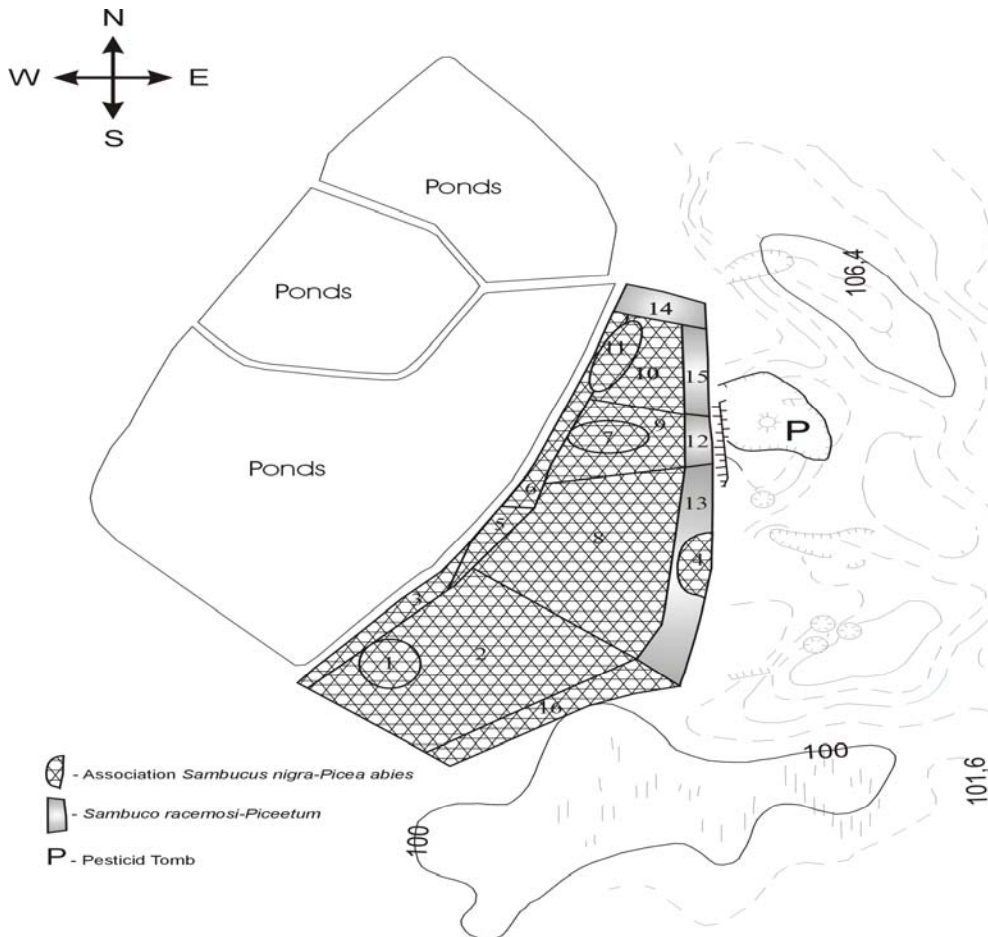 N
W E
S
Ponds
Ponds
Ponds
14
11
10
15
106,4
9
7
12
P
6
13
5
8
4
3
2
1
16
100
100
101,6
- Association Sambucus nigra-Picea abies
- Sambuco racemosi-Piceetum
P - Pesticid Tomb